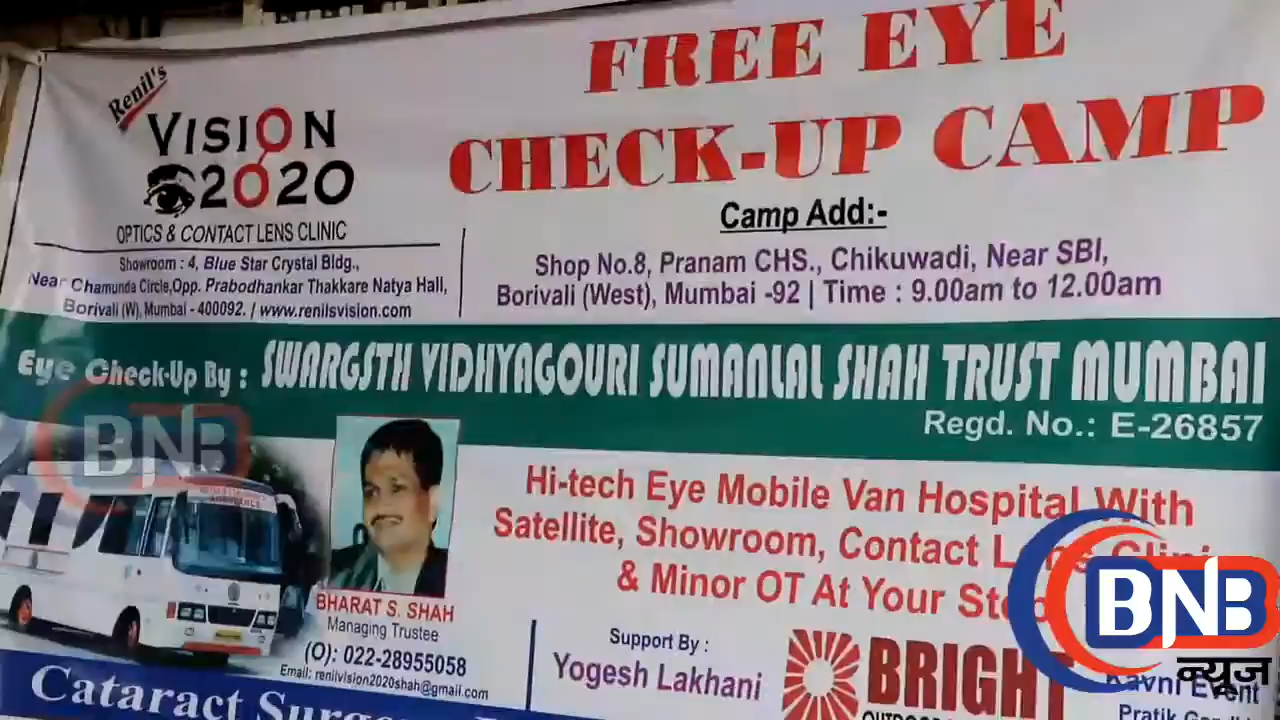 Renil's
VISION
2020
OPTICS & CONTACT LENS CLINIC
Showroom : 4, Blue Star Crystal Bldg.,
Near Chamunda Circle,Opp. Prabodhankar Thakkare Natya Hall,
Borivali (W), Mumbai - 400092. / www.renilsvision.com
FREE EYE
CHECK-UP CAMP
Camp Add:-
Shop No.8, Pranam CHS., Chikuwadi, Near SBI,
Borivali (West), Mumbai -92 | Time : 9.00am to 12.00am
Eye Check-Up By : SWARGSTH VIDHYAGOURI SUMANLAL SHAH TRUST MUMBAI
Regd. No.: E-26857
BNB
BHARAT S. SHAH
Managing Trustee
(O): 022-28955058
Email: renilvision2020shah@gmail.com
Hi-tech Eye Mobile Van Hospital With
Satellite, Showroom, Contact Lens Clinic
& Minor OT At Your
Support By :
Yogesh Lakhani
BRIGHT
Event
BNB
न्यूज
Cataract